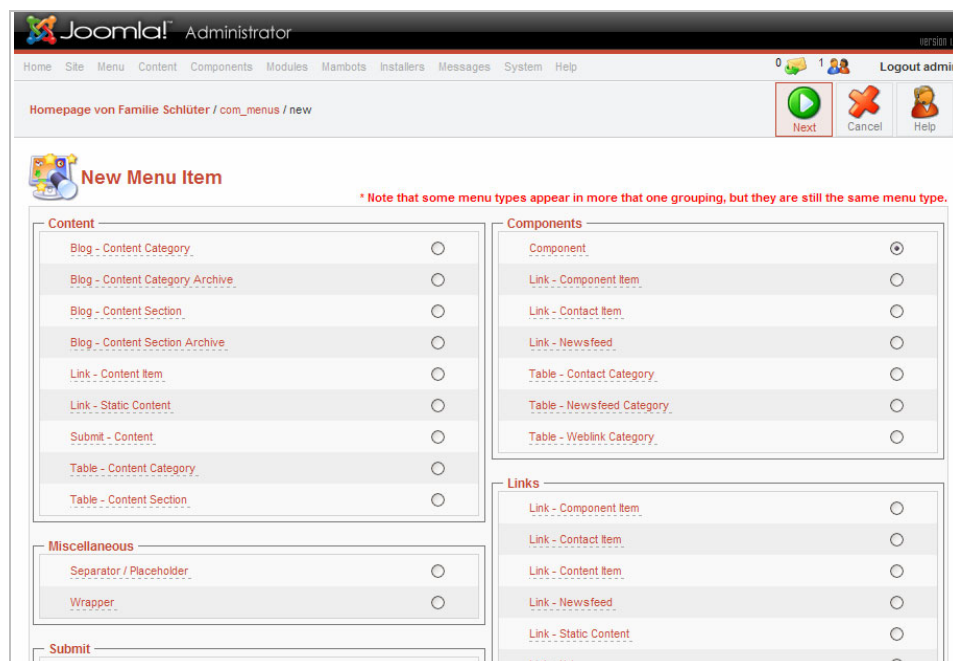 Joomla!™ Administrator
version
Home Site Menu Content Components Modules Mambots Installers Messages System Help 0 1 Logout admin
Homepage von Familie Schlüter / com_menus / new
Next Cancel Help
New Menu Item
* Note that some menu types appear in more that one grouping, but they are still the same menu type.
Content
Blog - Content Category
Blog - Content Category Archive
Blog - Content Section
Blog - Content Section Archive
Link - Content Item
Link - Static Content
Submit - Content
Table - Content Category
Table - Content Section
Miscellaneous
Separator / Placeholder
Wrapper
Submit
Components
Component
Link - Component Item
Link - Contact Item
Link - Newsfeed
Table - Contact Category
Table - Newsfeed Category
Table - Weblink Category
Links
Link - Component Item
Link - Contact Item
Link - Content Item
Link - Newsfeed
Link - Static Content